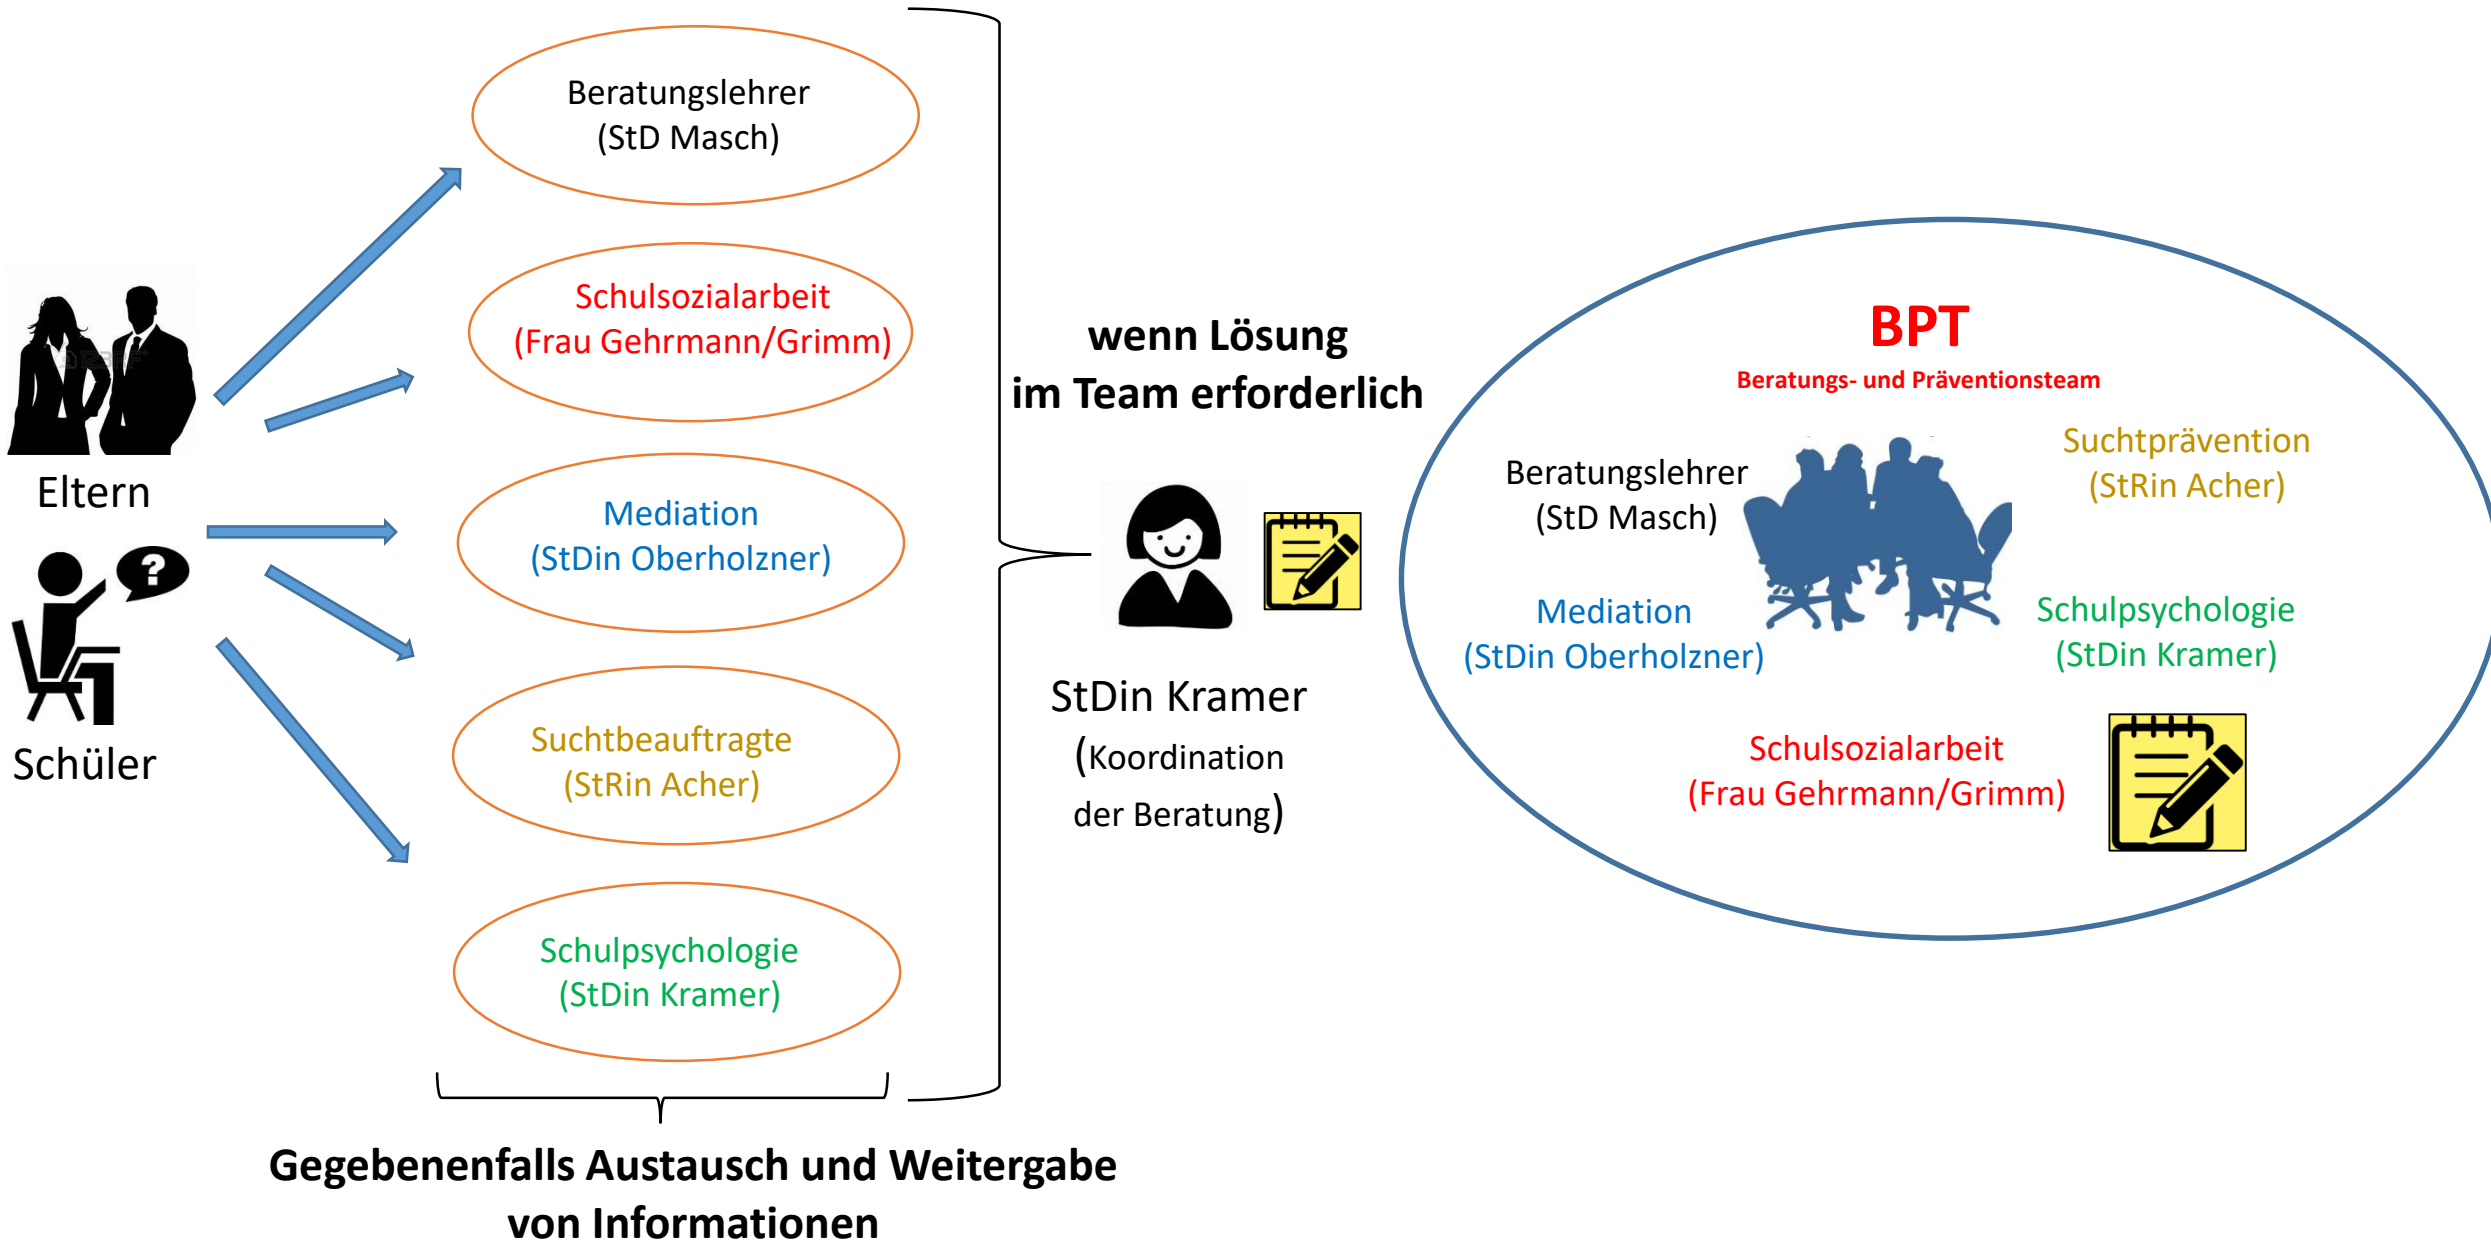 Eltern
Schüler
Beratungslehrer
(StD Masch)
Schulsozialarbeit
(Frau Gehrmann/Grimm)
Mediation
(StDin Oberholzner)
Suchtbeauftragte
(StRin Acher)
Schulpsychologie
(StDin Kramer)
Gegebenenfalls Austausch und Weitergabe
von Informationen
wenn Lösung
im Team erforderlich
StDin Kramer
(Koordination
der Beratung)
BPT
Beratungs- und Präventionsteam
Beratungslehrer
(StD Masch)
Suchtprävention
(StRin Acher)
Mediation
(StDin Oberholzner)
Schulpsychologie
(StDin Kramer)
Schulsozialarbeit
(Frau Gehrmann/Grimm)
?